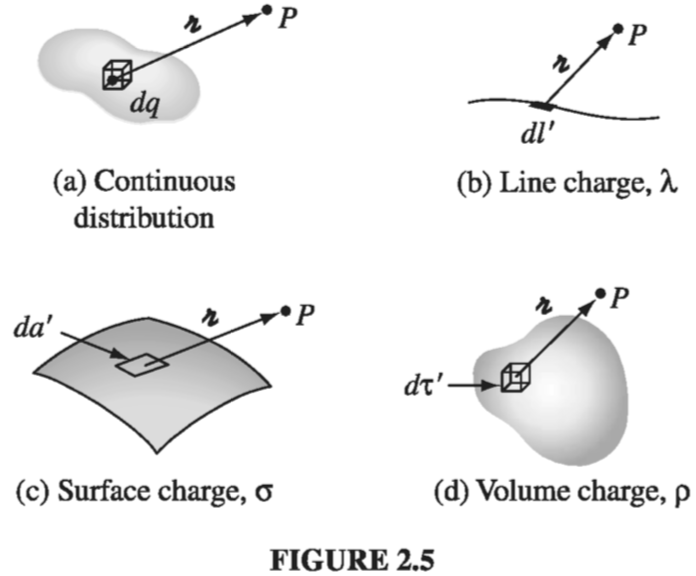 𝓇
P
dq
(a) Continuous
distribution
𝓇
P
dl′
(b) Line charge, λ
da′
𝓇
P
(c) Surface charge, σ
𝓇
P
dτ′
(d) Volume charge, ρ
FIGURE 2.5